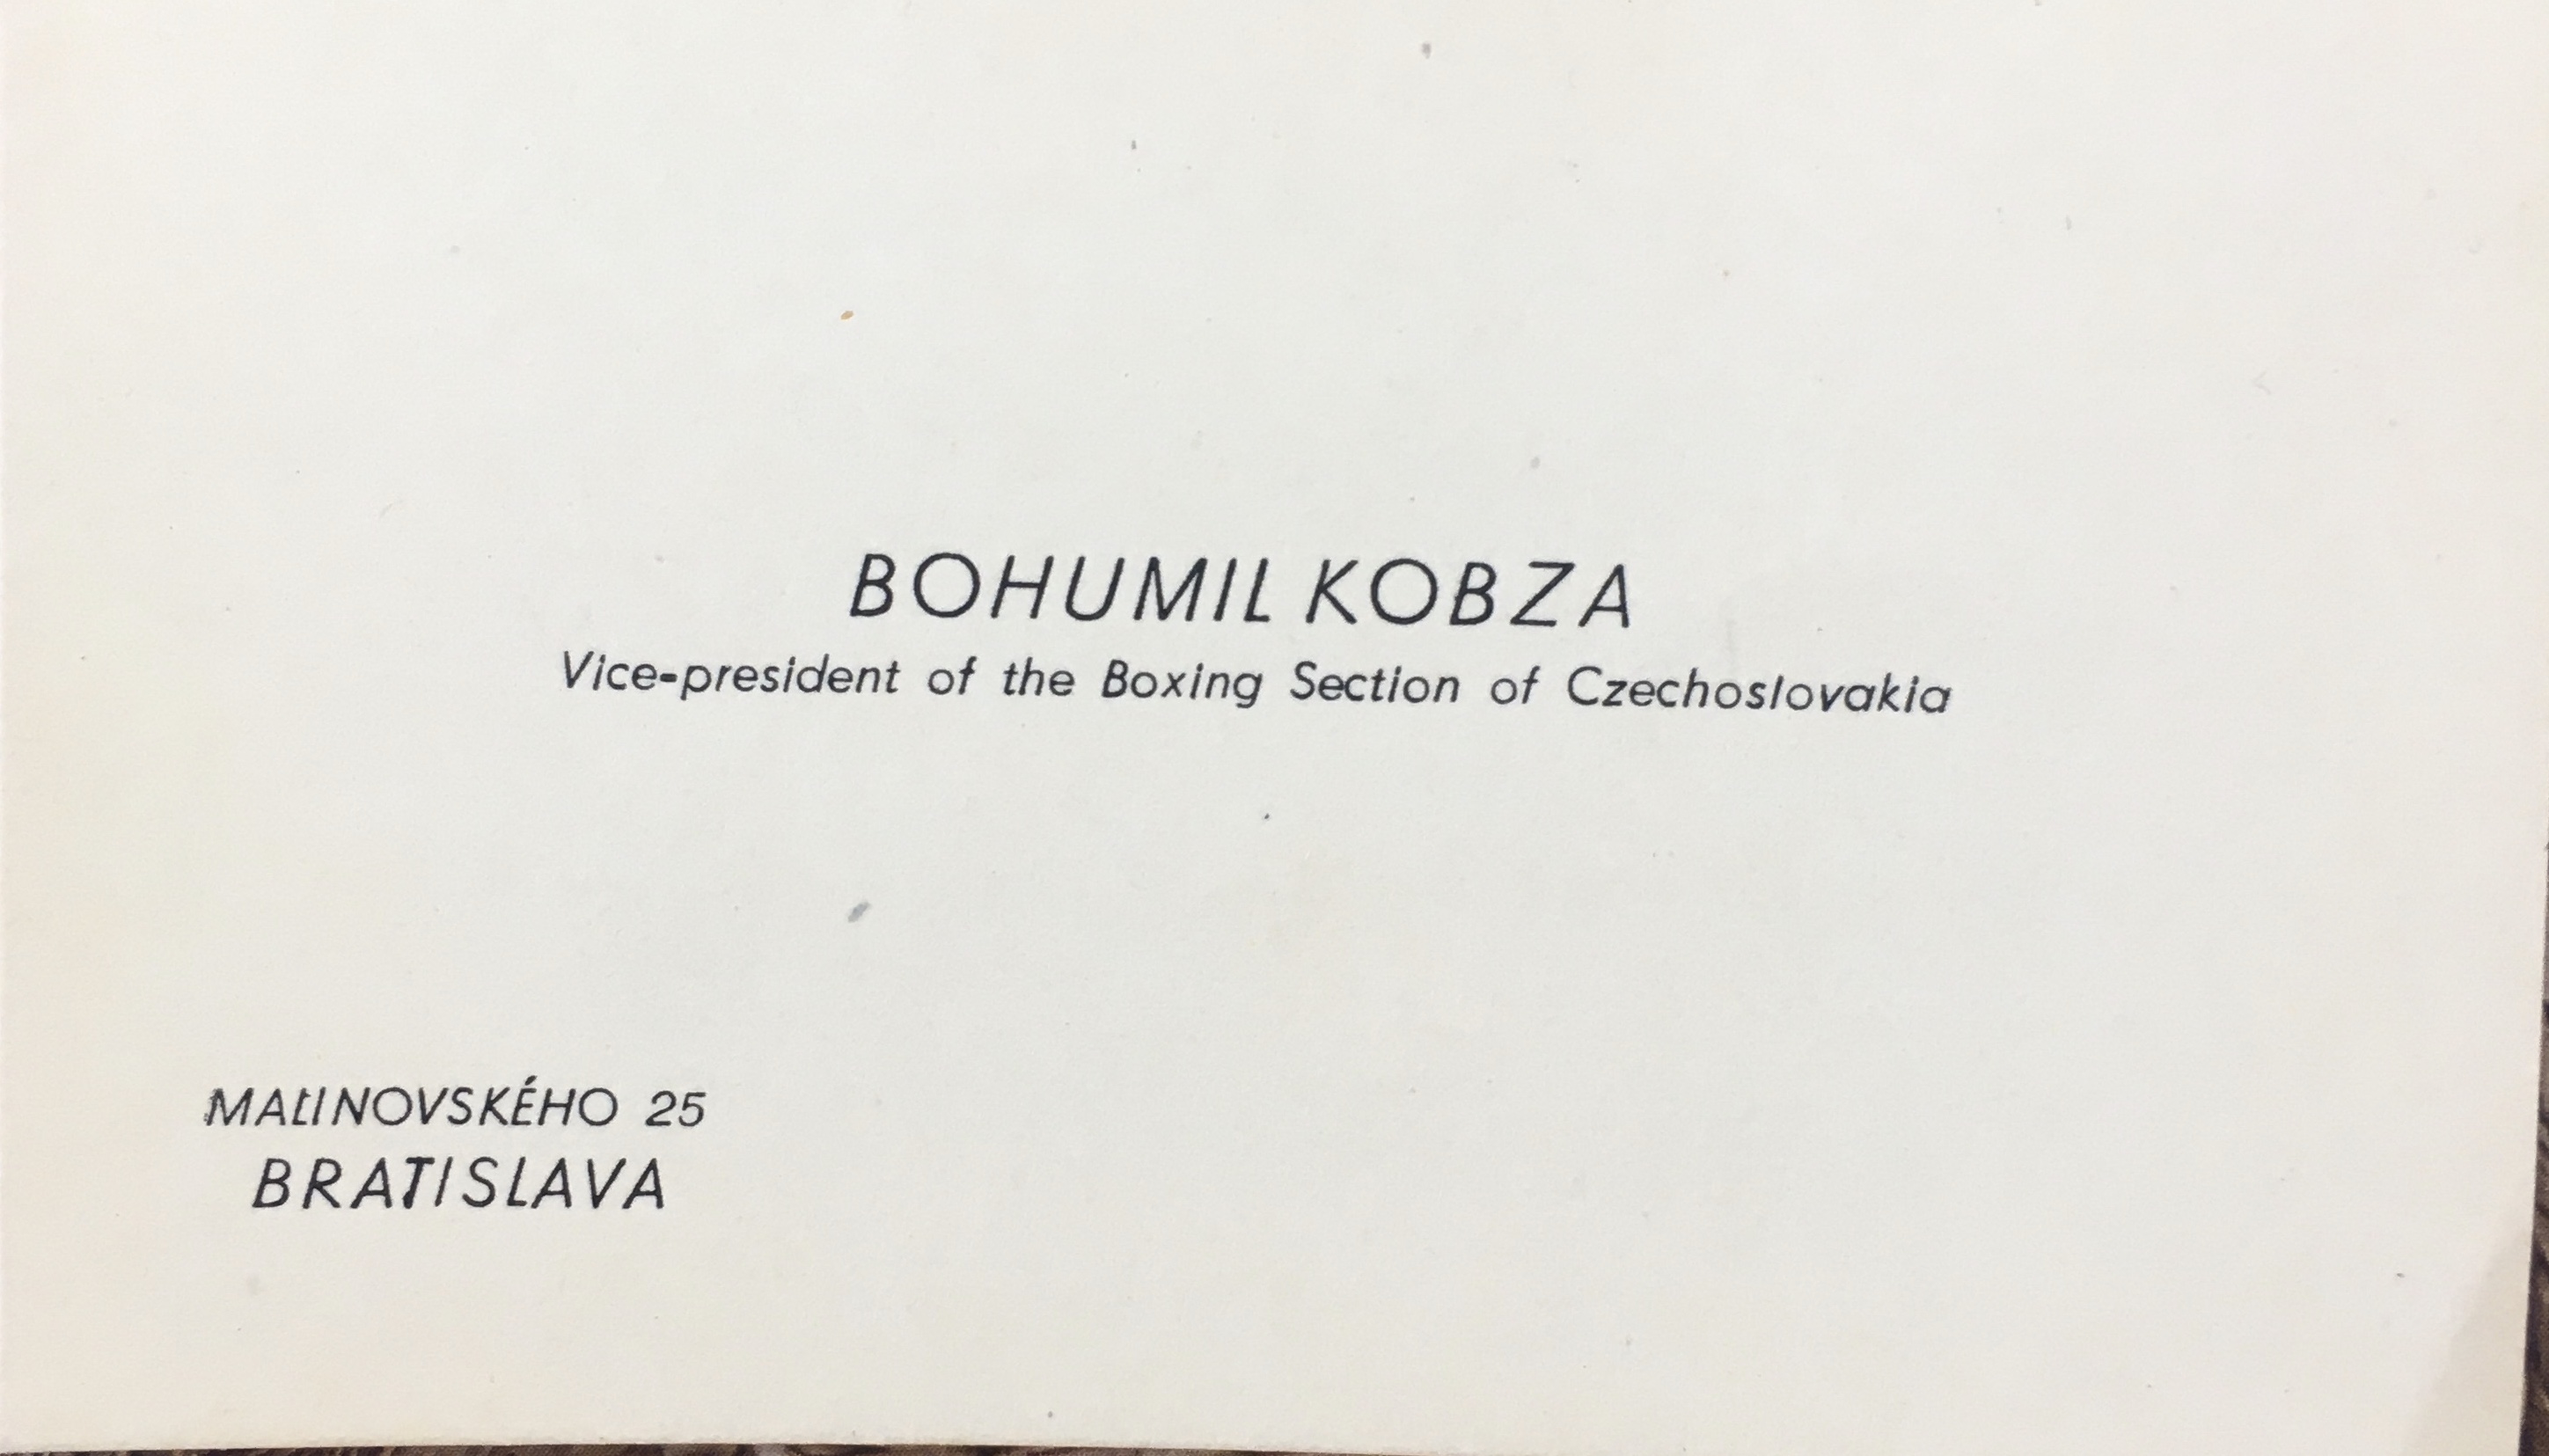 BOHUMIL KOBZA
Vice-president of the Boxing Section of Czechoslovakia
MALINOVSKÉHO 25
BRATISLAVA